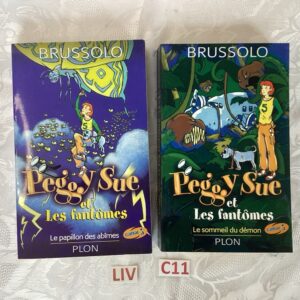 BRUSSOLO
Peggy Sue
et
Les fantômes
Le papillon des abîmes
PLON
BRUSSOLO
Peggy Sue
et
Les fantômes
Le sommeil du démon
PLON
LIV
C11